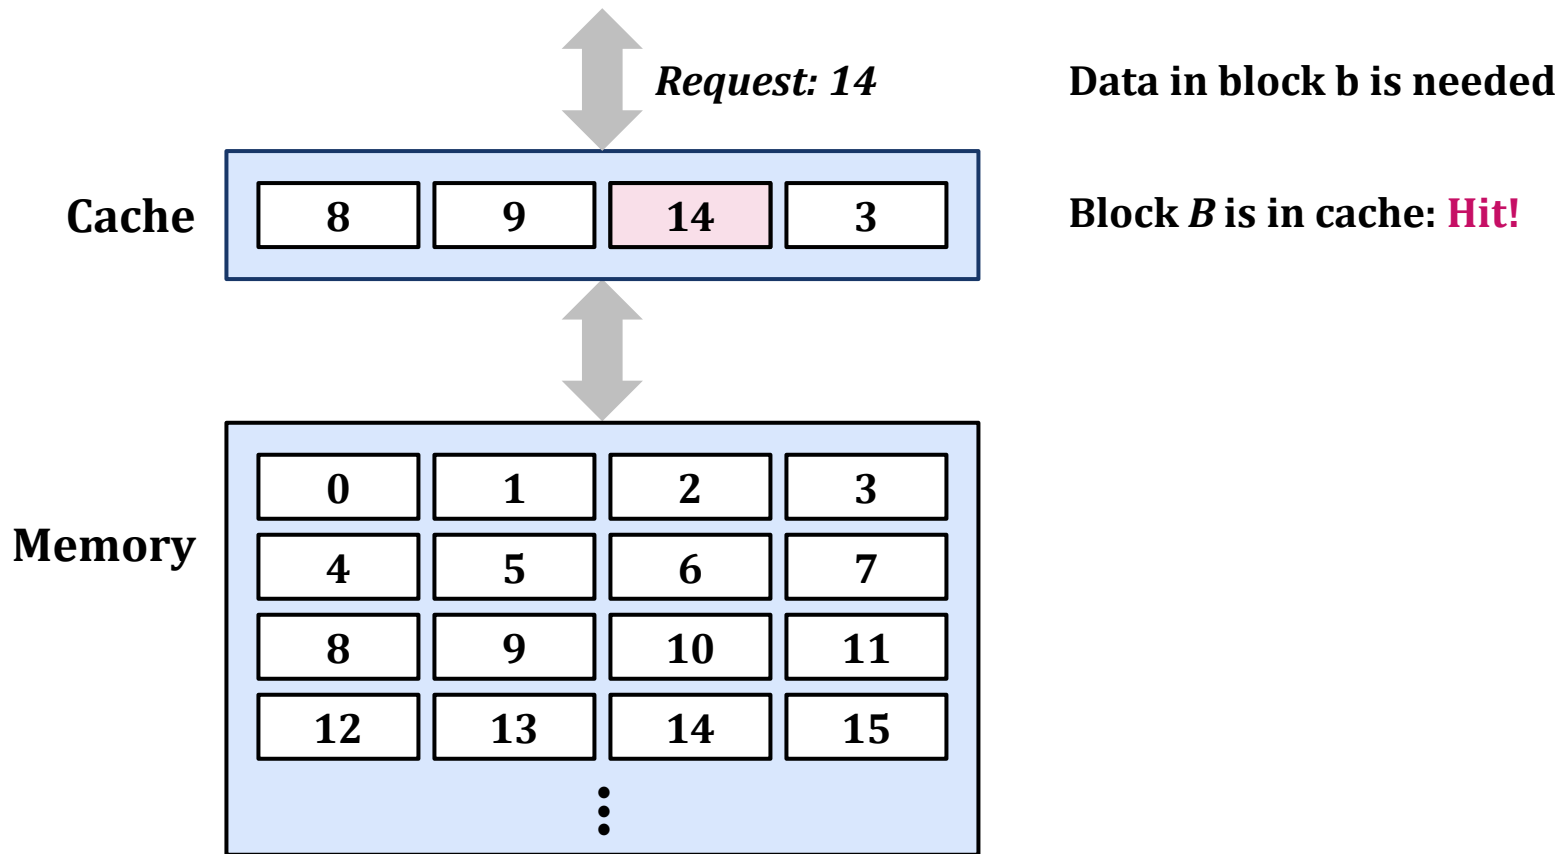 Request: 14
Data in block b is needed
Cache
8 9 14 3
Block B is in cache: Hit!
Memory
0 1 2 3
4 5 6 7
8 9 10 11
12 13 14 15
⋮